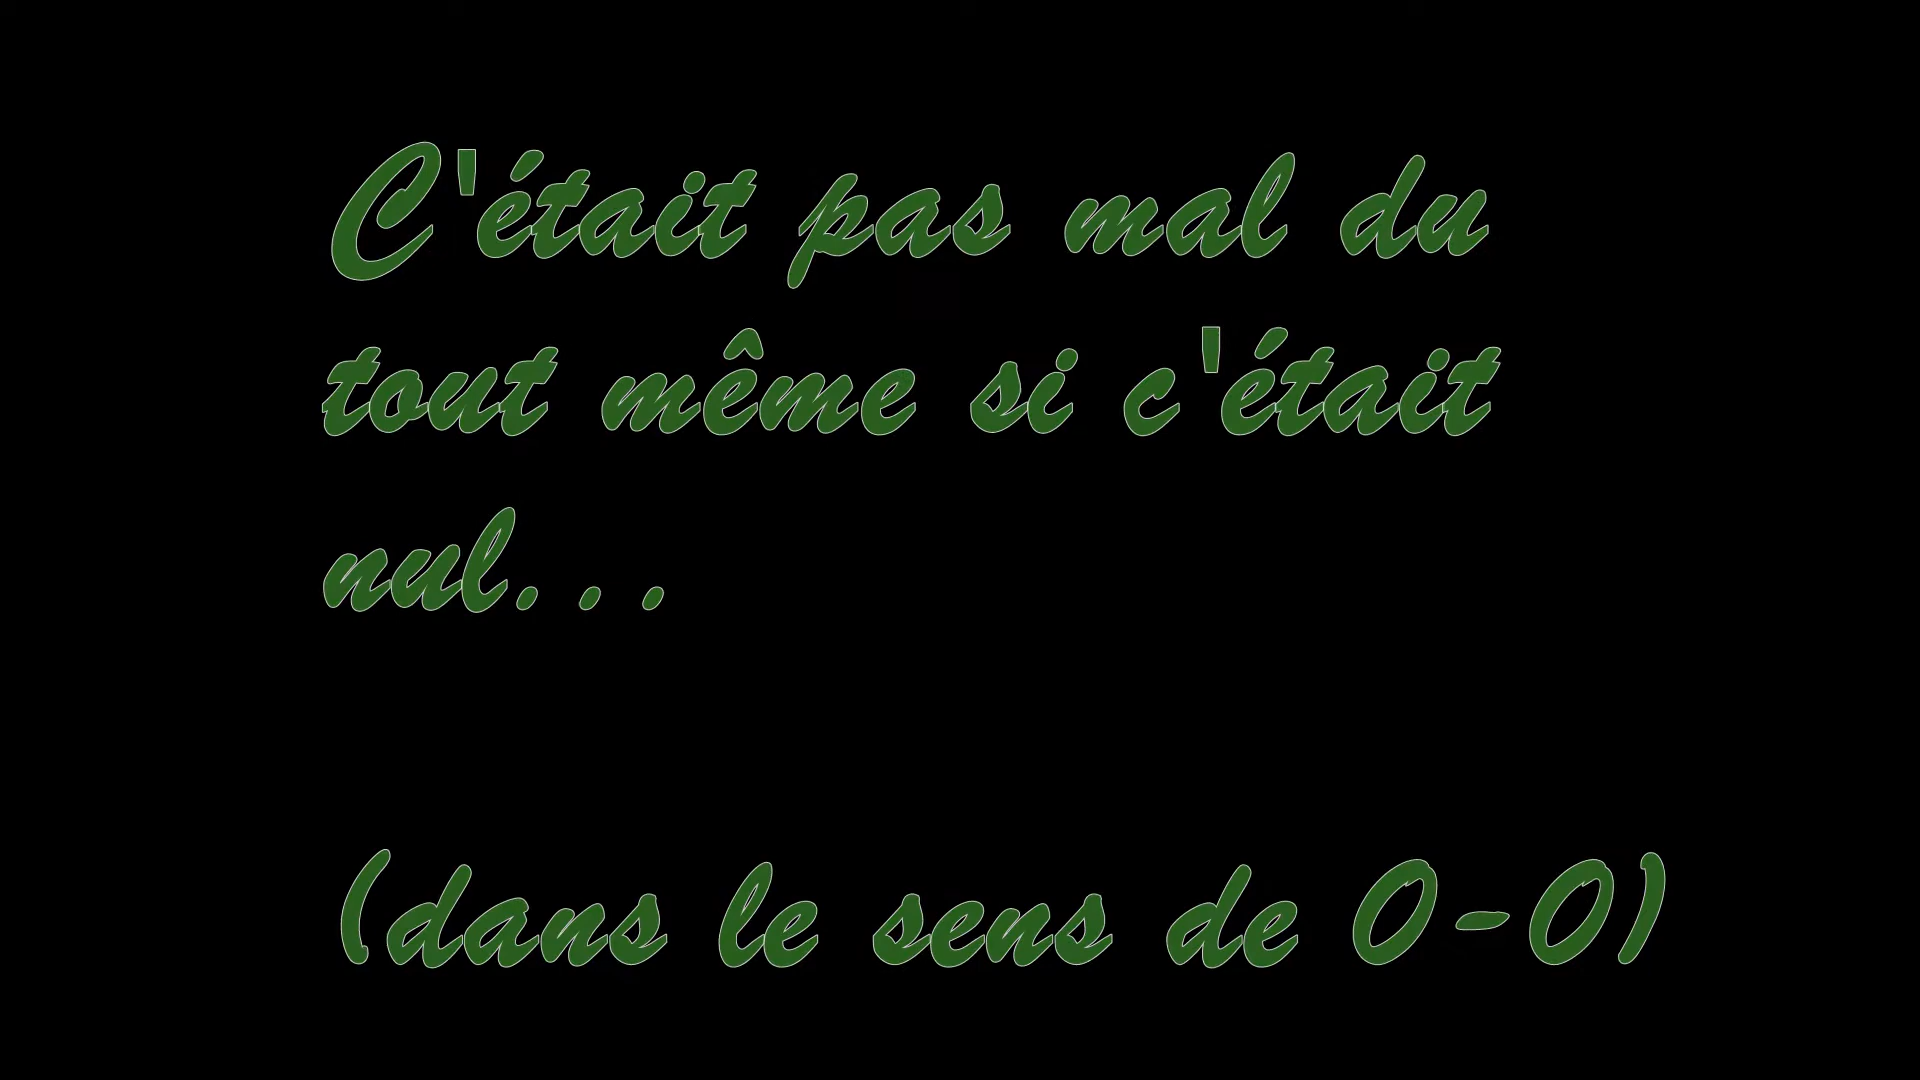 C'était pas mal du
tout même si c'était
nul...
(dans le sens de 0-0)